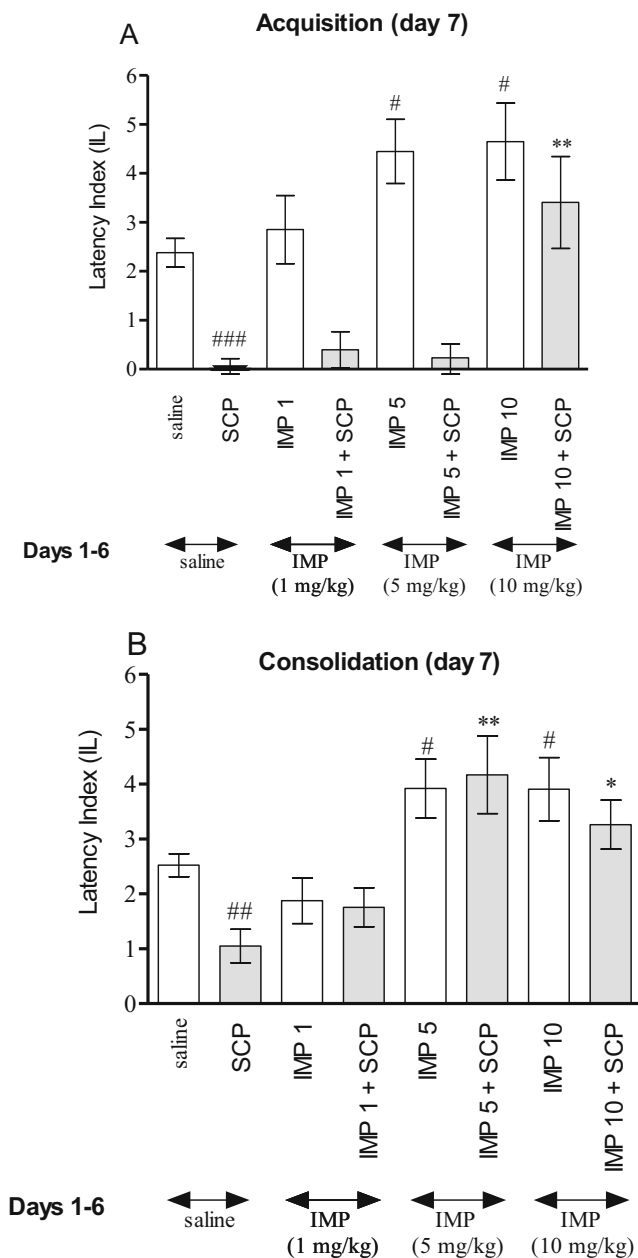 A
Acquisition (day 7)
Latency Index (IL)
6
5
4
3
2
1
0
###
#
#
**
saline
SCP
IMP 1
IMP 1 + SCP
IMP 5
IMP 5 + SCP
IMP 10
IMP 10 + SCP
Days 1-6
saline
IMP
(1 mg/kg)
IMP
(5 mg/kg)
IMP
(10 mg/kg)
B
Consolidation (day 7)
Latency Index (IL)
6
5
4
3
2
1
0
##
#
**
#
*
saline
SCP
IMP 1
IMP 1 + SCP
IMP 5
IMP 5 + SCP
IMP 10
IMP 10 + SCP
Days 1-6
saline
IMP
(1 mg/kg)
IMP
(5 mg/kg)
IMP
(10 mg/kg)